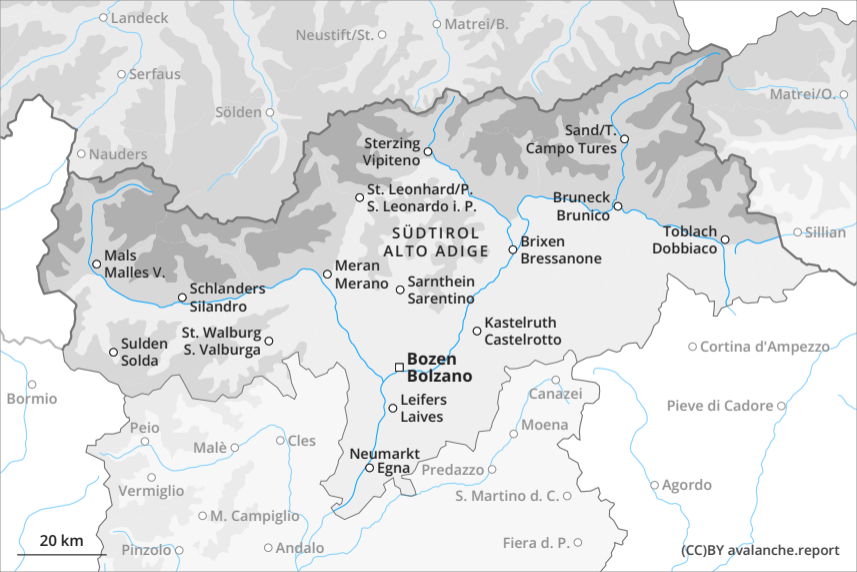 Landeck
Matrei/B.
Neustift/St.
Serfaus
Matrei/O.
Sölden
Sand/T.
Campo Tures
Sterzing
Vipiteno
Nauders
St. Leonhard/P.
S. Leonardo i. P.
Bruneck
Brunico
SÜDTIROL
ALTO ADIGE
Toblach
Dobbiaco
Sillian
Brixen
Bressanone
Mals
Malles V.
Meran
Merano
Sarnthein
Sarentino
Schlanders
Silandro
Kastelruth
Castelrotto
St. Walburg
S. Valburga
Sulden
Solda
Cortina d'Ampezzo
Bozen
Bolzano
Bormio
Canazei
Leifers
Laives
Pieve di Cadore
Peio
Moena
Cles
Malè
Neumarkt
Egna
Predazzo
Vermiglio
Agordo
S. Martino d. C.
M. Campiglio
20 km
Pinzolo
Andalo
Fiera d. P.
(CC)BY avalanche.report